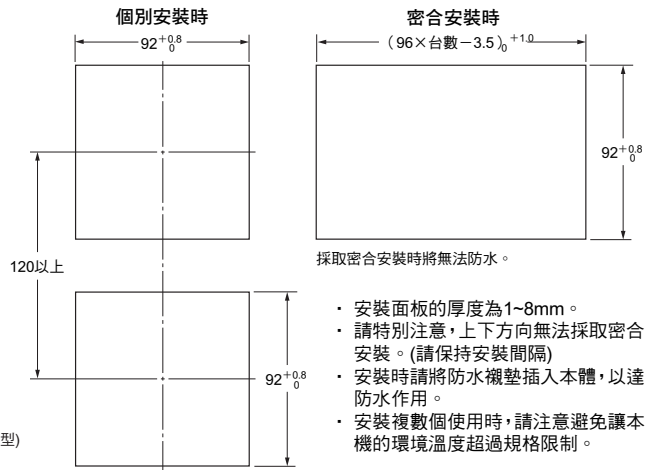 個別安裝時
92 +0.8 0
120以上
92 +0.8 0
型)
密合安裝時
(96×台數－3.5) +1.0 0
92 +0.8 0
採取密合安裝時將無法防水。
・ 安裝面板的厚度為1~8mm。
・ 請特別注意，上下方向無法採取密合
安裝。(請保持安裝間隔)
・ 安裝時請將防水襯墊插入本體，以達
防水作用。
・ 安裝複數個使用時，請注意避免讓本
機的環境溫度超過規格限制。